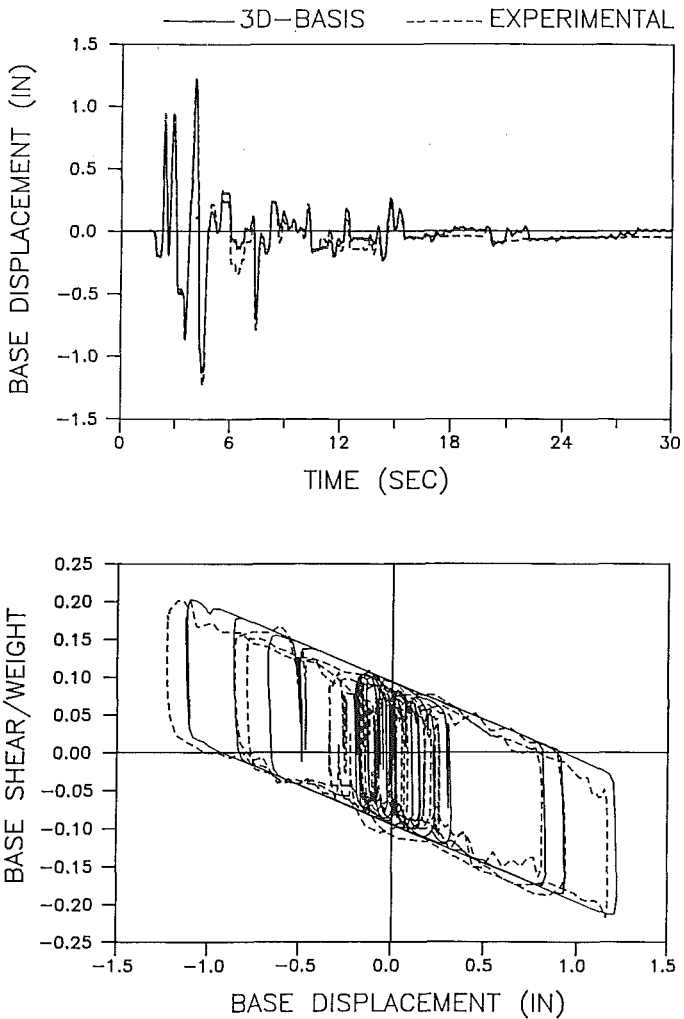 3D-BASIS EXPERIMENTAL
1.5
1.0
0.5
0.0
-0.5
-1.0
-1.5
BASE DISPLACEMENT (IN)
0 6 12 18 24 30
TIME (SEC)
0.25
0.20
0.15
0.10
0.05
0.00
-0.05
-0.10
-0.15
-0.20
-0.25
BASE SHEAR/WEIGHT
-1.5 -1.0 -0.5 0.0 0.5 1.0 1.5
BASE DISPLACEMENT (IN)